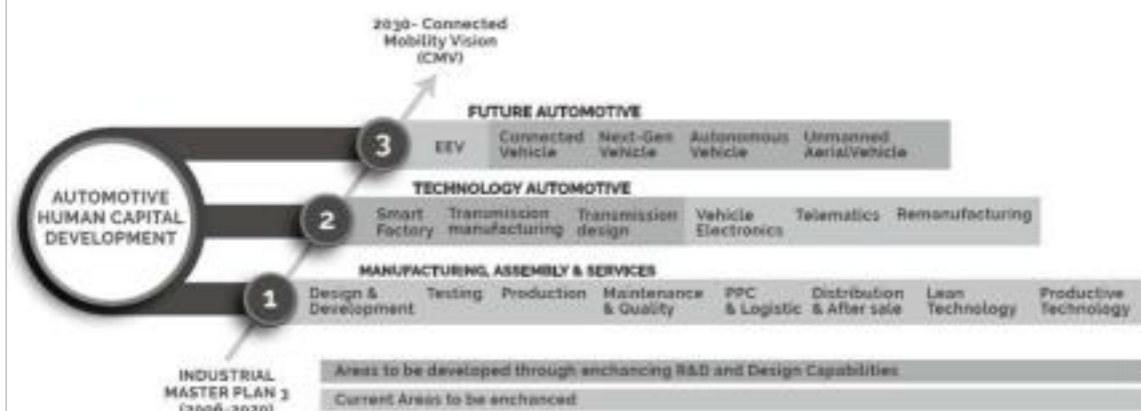 2030- Connected
Mobility Vision
(CMV)
FUTURE AUTOMOTIVE
3
EEV
Connected
Vehicle
Next-Gen
Vehicle
Autonomous
Vehicle
Unmanned
AerialVehicle
AUTOMOTIVE
HUMAN CAPITAL
DEVELOPMENT
TECHNOLOGY AUTOMOTIVE
2
Smart
Factory
Transmission
manufacturing
Transmission
design
Vehicle
Electronics
Telematics
Remanufacturing
MANUFACTURING, ASSEMBLY & SERVICES
1
Design &
Development
Testing
Production
Maintenance
& Quality
PPC
& Logistic
Distribution
& After sale
Lean
Technology
Productive
Technology
INDUSTRIAL
MASTER PLAN 3
(2006-2020)
Areas to be developed through enchancing R&D and Design Capabilities
Current Areas to be enchanced